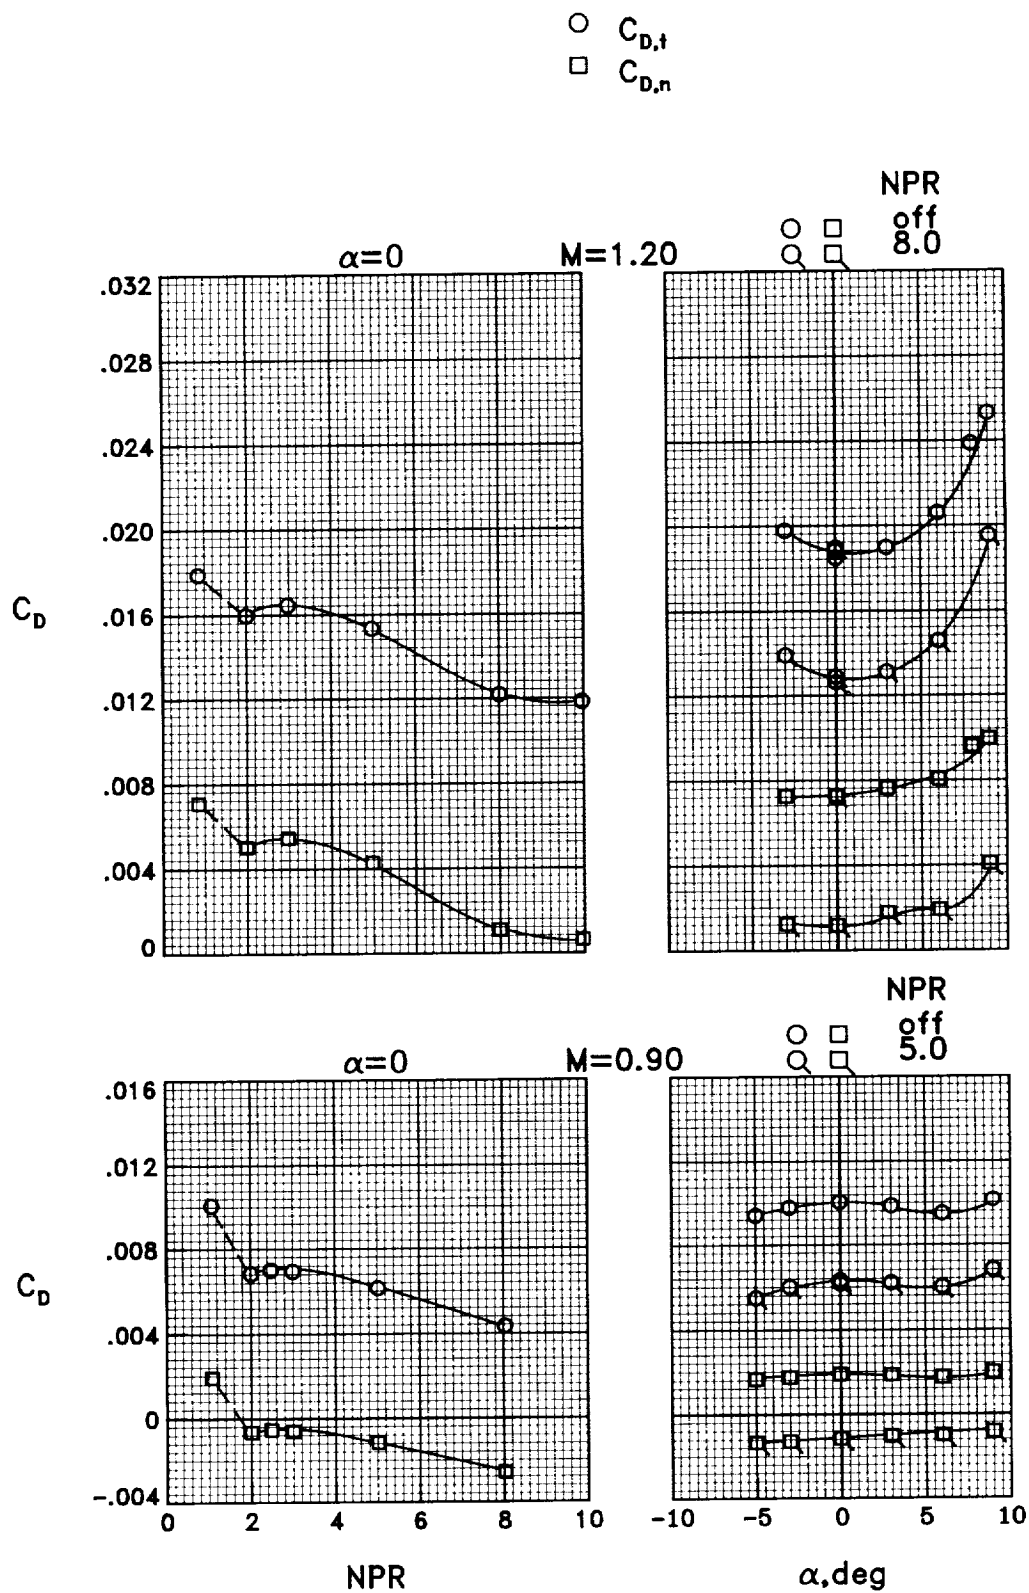 C_D,t
C_D,n
NPR
off
8.0
α=0 M=1.20
.032
.028
.024
.020
.016
.012
.008
.004
0
C_D
NPR
off
5.0
α=0 M=0.90
.016
.012
.008
.004
0
-.004
C_D
0 2 4 6 8 10
-10 -5 0 5 10
NPR
α,deg